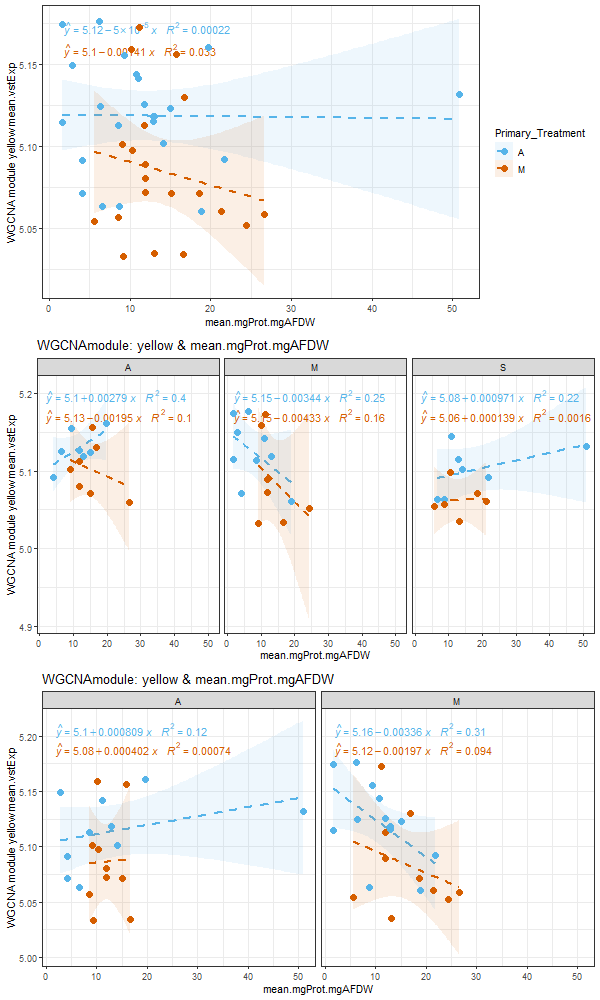 ŷ = 5.12 − 5×10⁻⁵ x   R² = 0.00022
ŷ = 5.1 − 0.00141 x   R² = 0.033
5.15
5.10
5.05
WGCNA module yellowmean.vstExp
0 10 20 30 40 50
mean.mgProt.mgAFDW
Primary_Treatment
A
M
WGCNAmodule: yellow & mean.mgProt.mgAFDW
A M S
ŷ = 5.1 + 0.00279 x   R² = 0.4
ŷ = 5.13 − 0.00195 x   R² = 0.1
ŷ = 5.15 − 0.00344 x   R² = 0.25
ŷ = 5.15 − 0.00433 x   R² = 0.16
ŷ = 5.08 + 0.000971 x   R² = 0.22
ŷ = 5.06 + 0.000139 x   R² = 0.0016
5.2
5.1
5.0
4.9
WGCNA module yellowmean.vstExp
0 10 20 30 40 50 0 10 20 30 40 50 0 10 20 30 40 50
mean.mgProt.mgAFDW
WGCNAmodule: yellow & mean.mgProt.mgAFDW
A M
ŷ = 5.1 + 0.000809 x   R² = 0.12
ŷ = 5.08 + 0.000402 x   R² = 0.00074
ŷ = 5.16 − 0.00336 x   R² = 0.31
ŷ = 5.12 − 0.00197 x   R² = 0.094
5.20
5.15
5.10
5.05
5.00
WGCNA module yellowmean.vstExp
0 10 20 30 40 50 0 10 20 30 40 50
mean.mgProt.mgAFDW